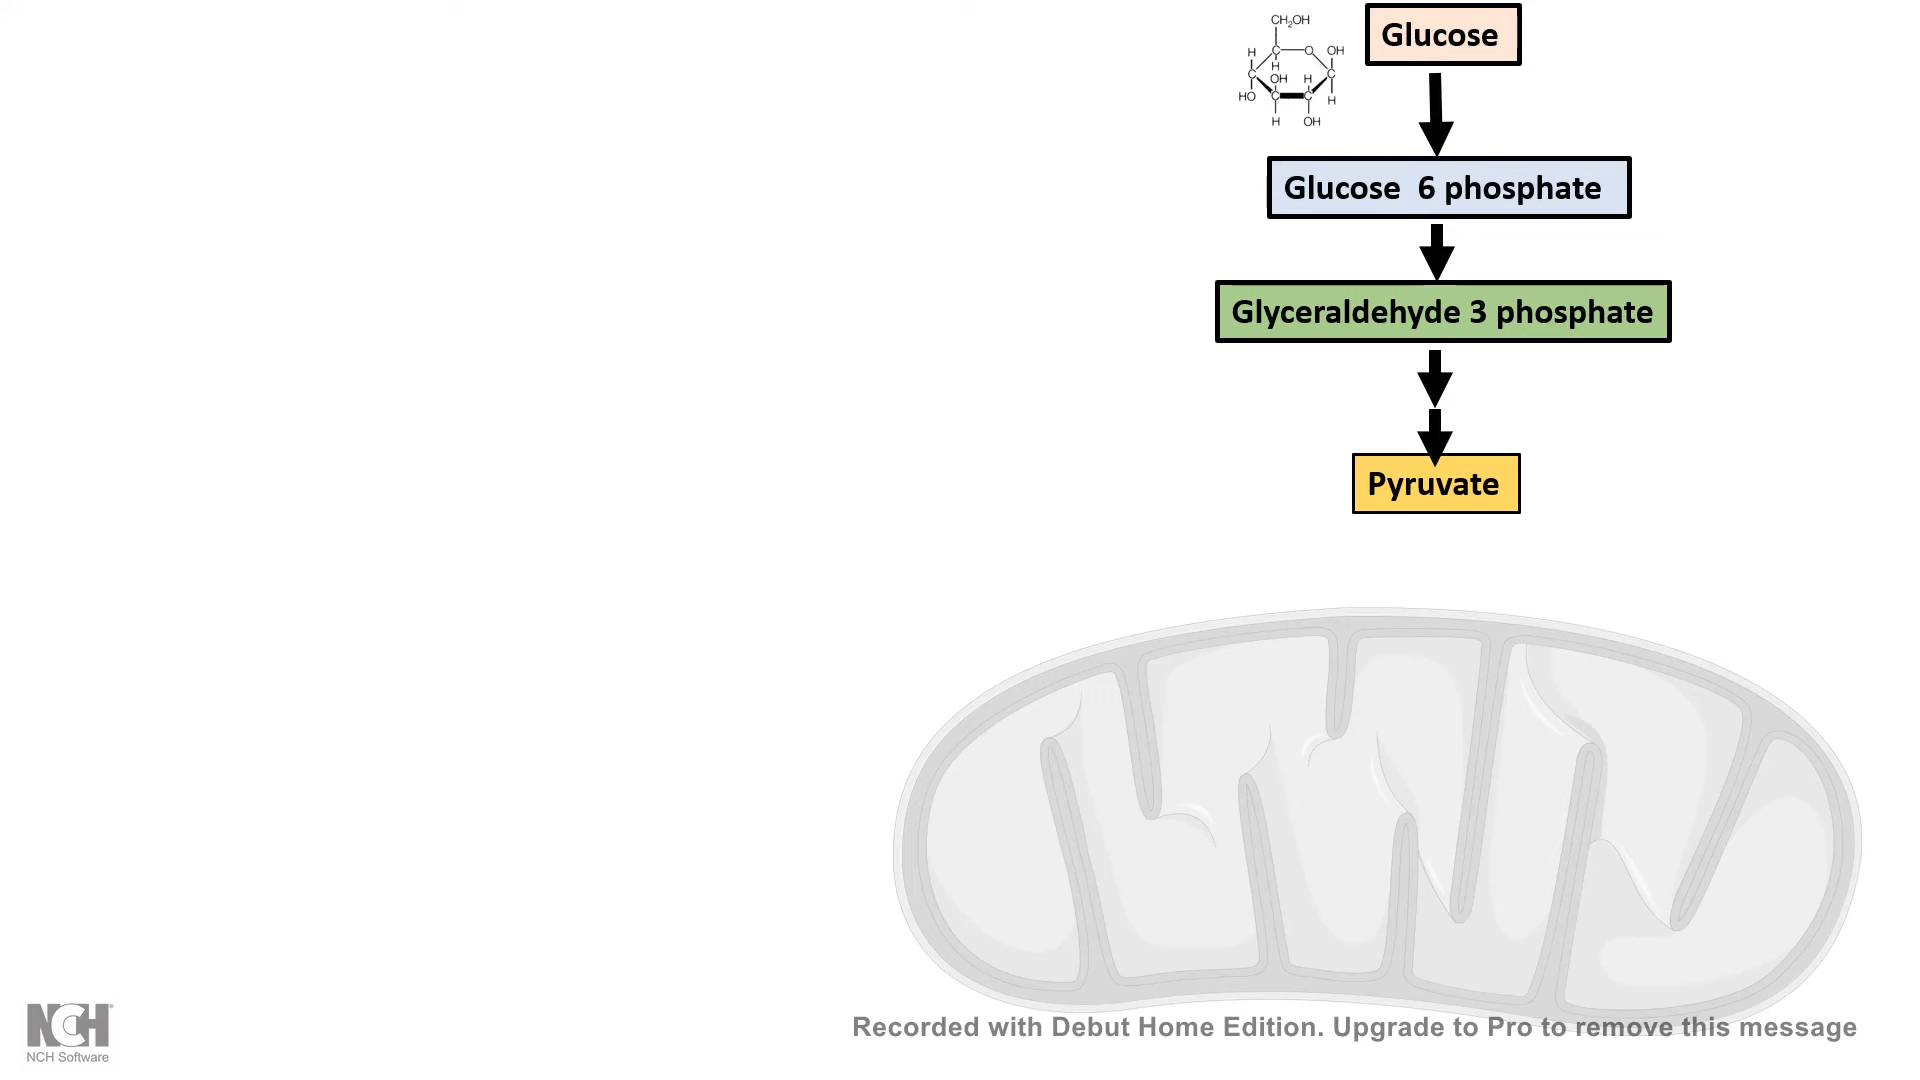 CH2OH
H
C
O
OH
C
H
OH
H
C
HO
C
C
H
H
OH
Glucose
Glucose 6 phosphate
Glyceraldehyde 3 phosphate
Pyruvate
NCH
NCH Software
Recorded with Debut Home Edition. Upgrade to Pro to remove this message